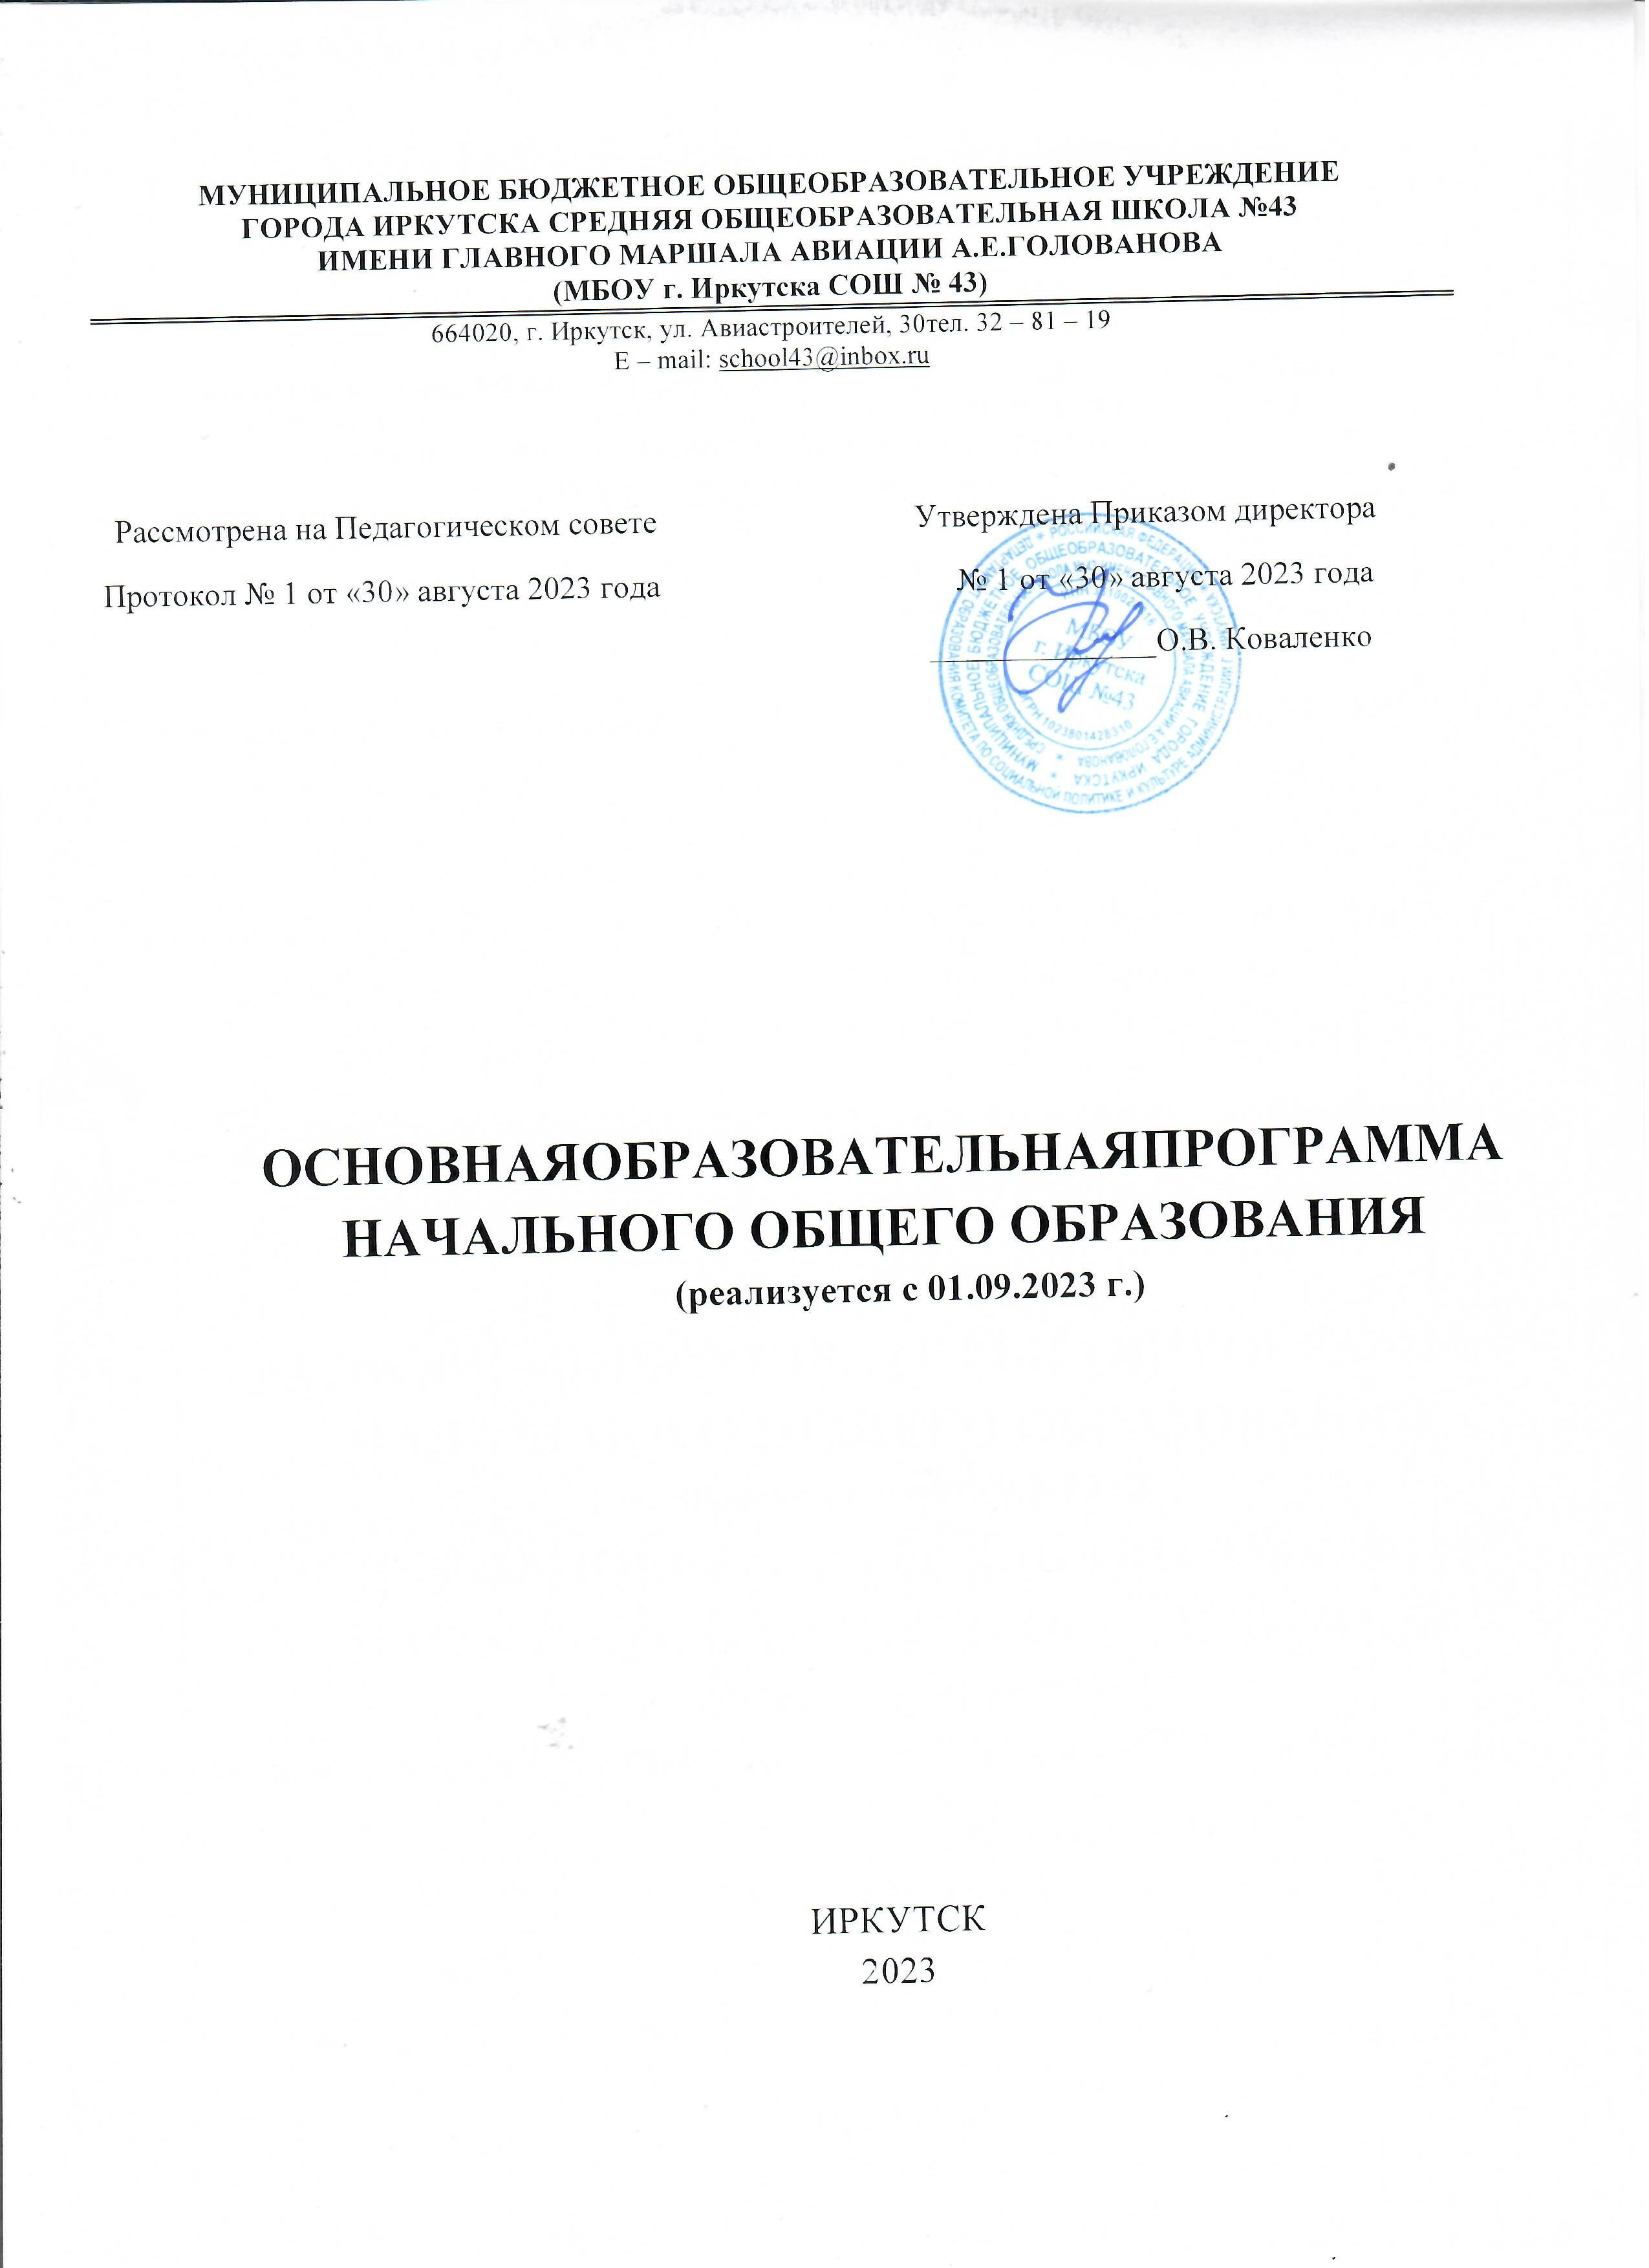 МУНИЦИПАЛЬНОЕ БЮДЖЕТНОЕ ОБЩЕОБРАЗОВАТЕЛЬНОЕ УЧРЕЖДЕНИЕ
ГОРОДА ИРКУТСКА СРЕДНЯЯ ОБЩЕОБРАЗОВАТЕЛЬНАЯ ШКОЛА №43
ИМЕНИ ГЛАВНОГО МАРШАЛА АВИАЦИИ А.Е.ГОЛОВАНОВА
(МБОУ г. Иркутска СОШ № 43)
664020, г. Иркутск, ул. Авиастроителей, 30тел. 32 – 81 – 19
E – mail: school43@inbox.ru
Рассмотрена на Педагогическом совете
Протокол № 1 от «30» августа 2023 года
Утверждена Приказом директора
№ 1 от «30» августа 2023 года
О.В. Коваленко
МБОУ
г. Иркутска
СОШ №43
ОСНОВНАЯОБРАЗОВАТЕЛЬНАЯПРОГРАММА
НАЧАЛЬНОГО ОБЩЕГО ОБРАЗОВАНИЯ
(реализуется с 01.09.2023 г.)
ИРКУТСК
2023